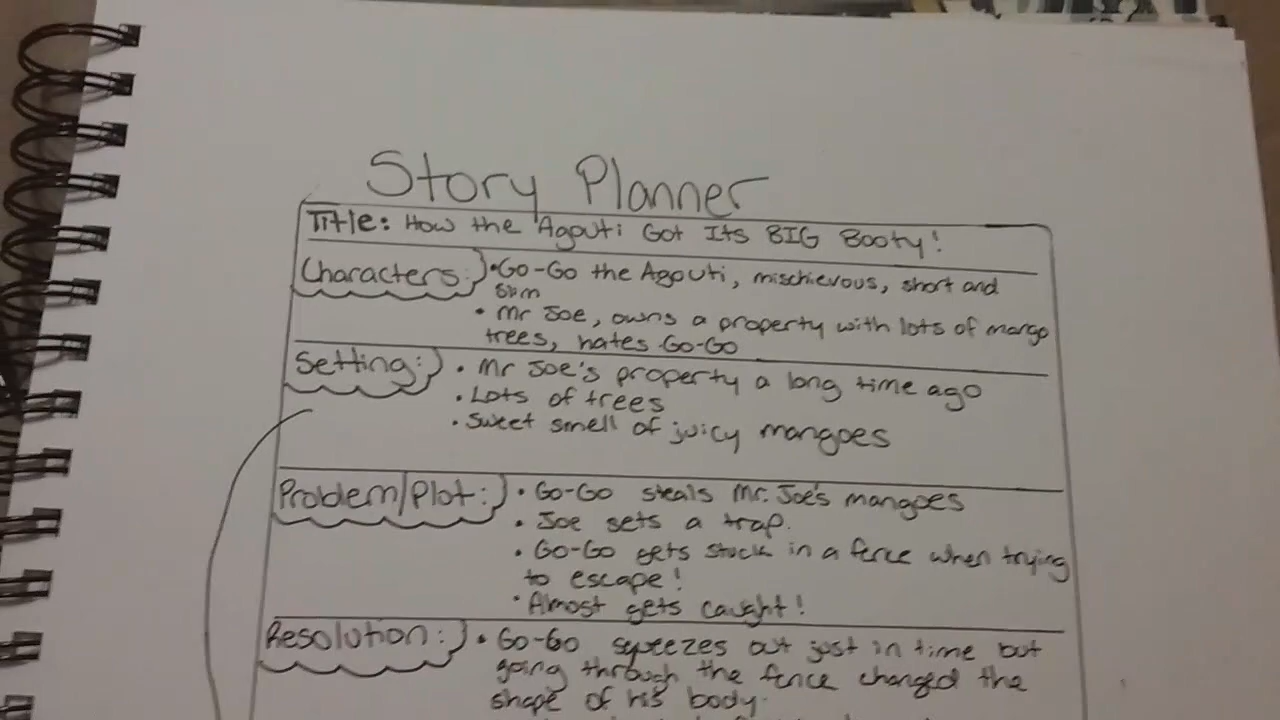 Story Planner
Title: How the Agouti Got Its BIG Booty!
Characters: • Go-Go the Agouti, mischievous, short and
slim
• Mr Joe, owns a property with lots of mango
trees, hates Go-Go
Setting: • Mr Joe's property a long time ago
• Lots of trees
• Sweet smell of juicy mangoes
Problem/Plot: • Go-Go steals Mr. Joe's mangoes
• Joe sets a trap.
• Go-Go gets stuck in a fence when trying
to escape!
• Almost gets caught!
Resolution: • Go-Go squeezes out just in time but
going through the fence changed the
shape of his body.